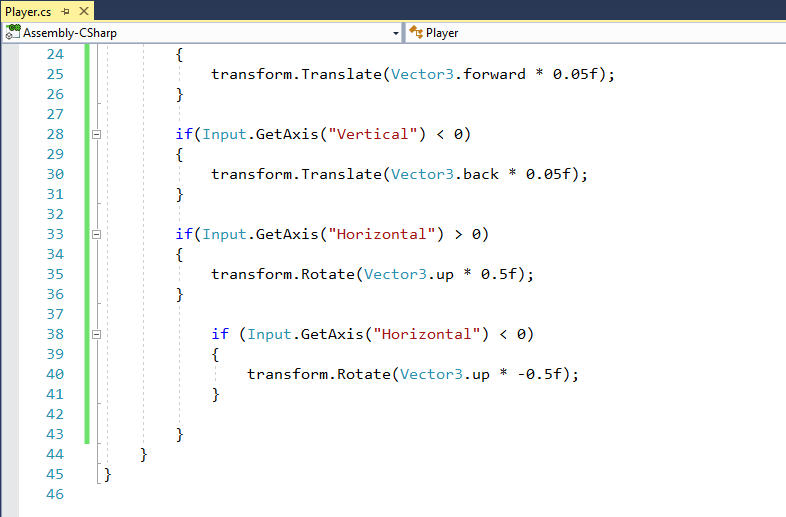 Player.cs
Assembly-CSharp Player
24 {
25 transform.Translate(Vector3.forward * 0.05f);
26 }
27
28 if(Input.GetAxis("Vertical") < 0)
29 {
30 transform.Translate(Vector3.back * 0.05f);
31 }
32
33 if(Input.GetAxis("Horizontal") > 0)
34 {
35 transform.Rotate(Vector3.up * 0.5f);
36 }
37
38 if (Input.GetAxis("Horizontal") < 0)
39 {
40 transform.Rotate(Vector3.up * -0.5f);
41 }
42
43 }
44 }
45 }
46